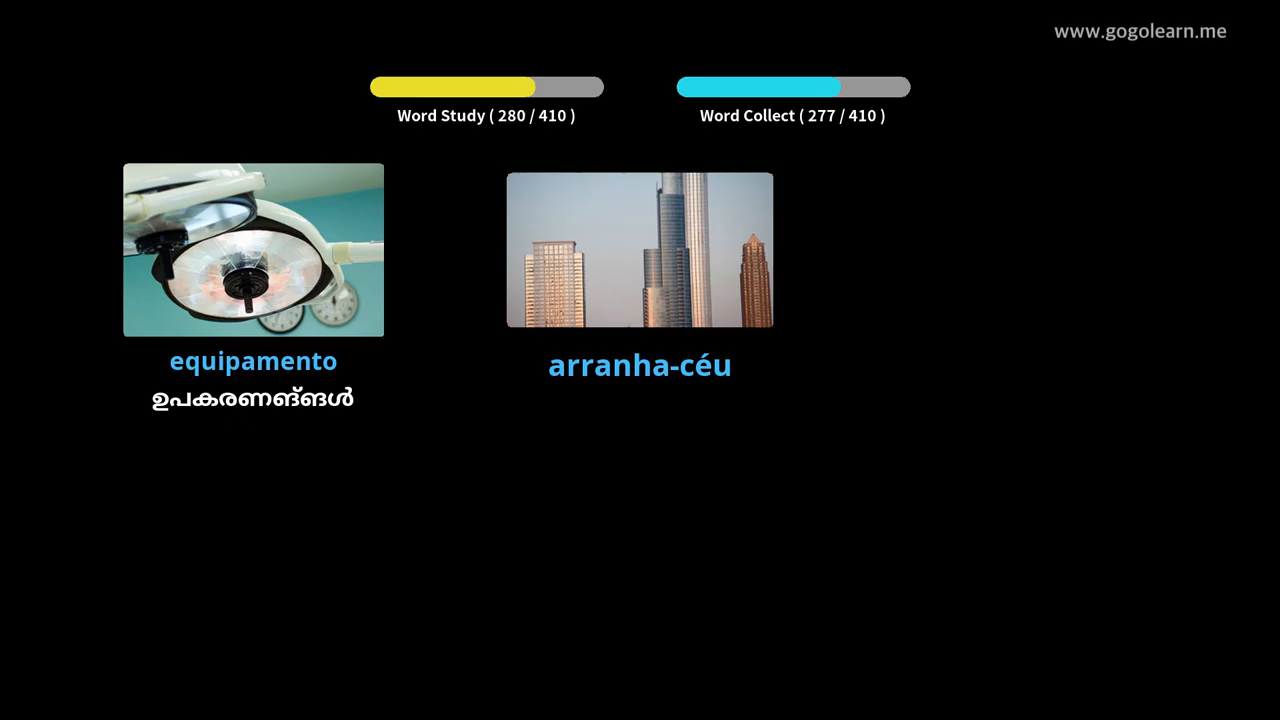 www.gogolearn.me
Word Study ( 280 / 410 )
Word Collect ( 277 / 410 )
equipamento
ഉപകരണങ്ങൾ
arranha-céu